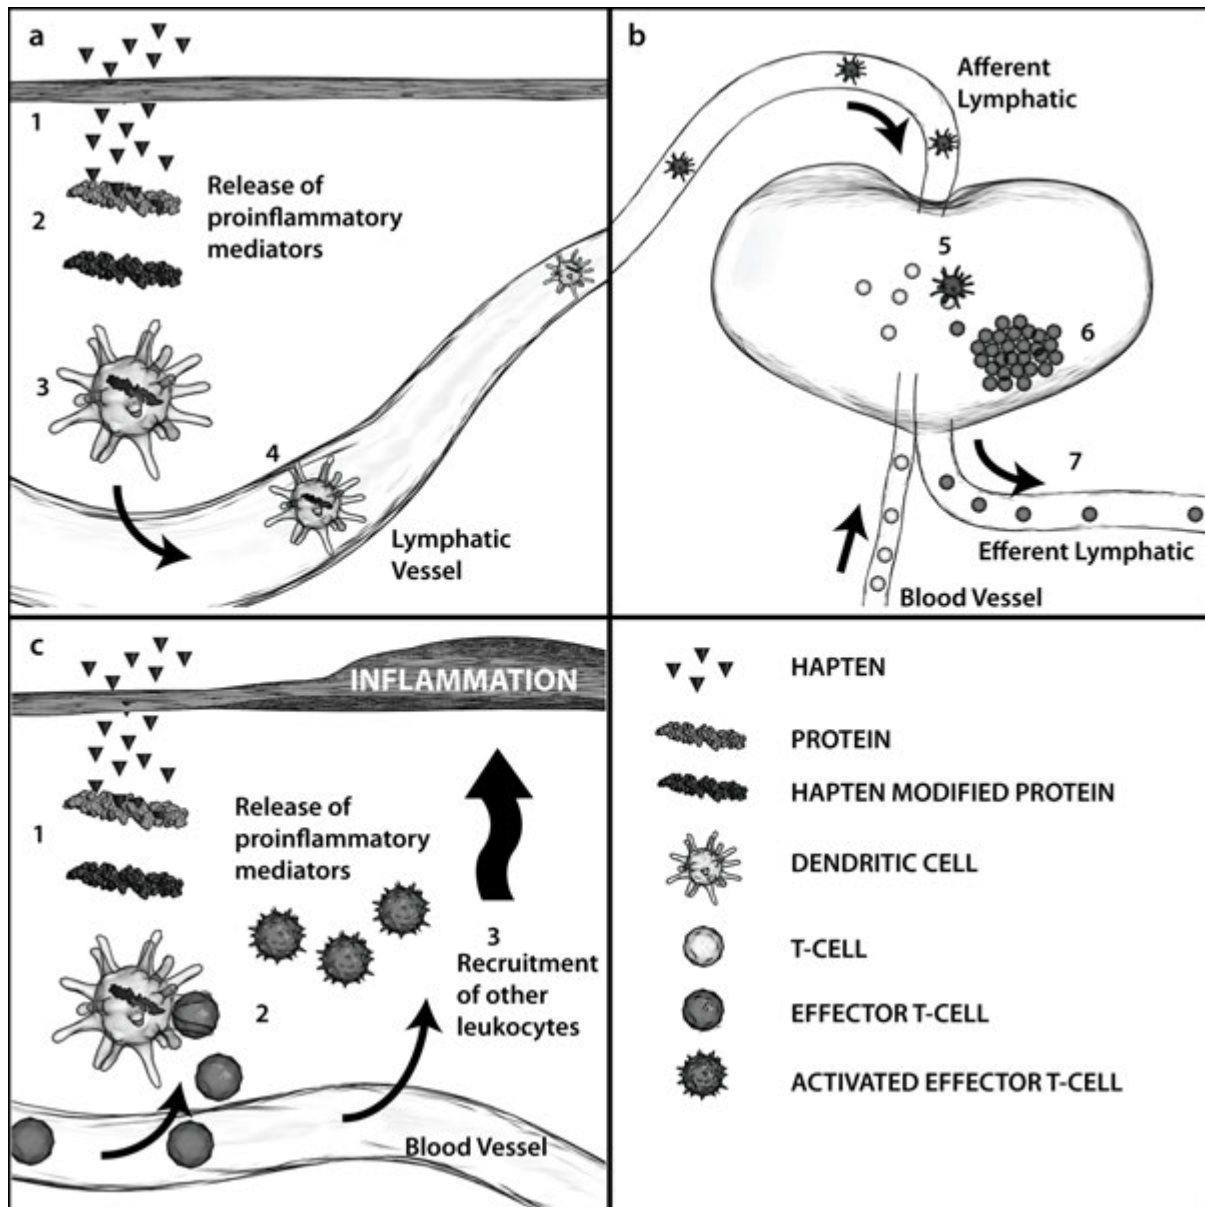 a
1
2
Release of
proinflammatory
mediators
3
4
Lymphatic
Vessel
b
Afferent
Lymphatic
5
6
7
Efferent Lymphatic
Blood Vessel
c
INFLAMMATION
1
Release of
proinflammatory
mediators
2
3
Recruitment
of other
leukocytes
Blood Vessel
HAPTEN
PROTEIN
HAPTEN MODIFIED PROTEIN
DENDRITIC CELL
T-CELL
EFFECTOR T-CELL
ACTIVATED EFFECTOR T-CELL